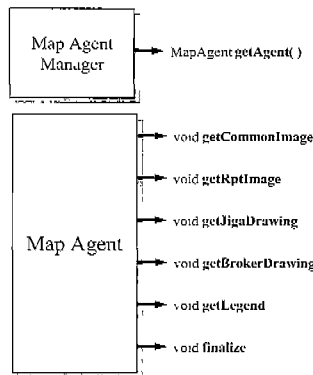 Map Agent
Manager
MapAgent getAgent( )
void getCommonImage
void getRptImage
void getJigaDrawing
Map Agent
void getBrokerDrawing
void getLegend
void finalize